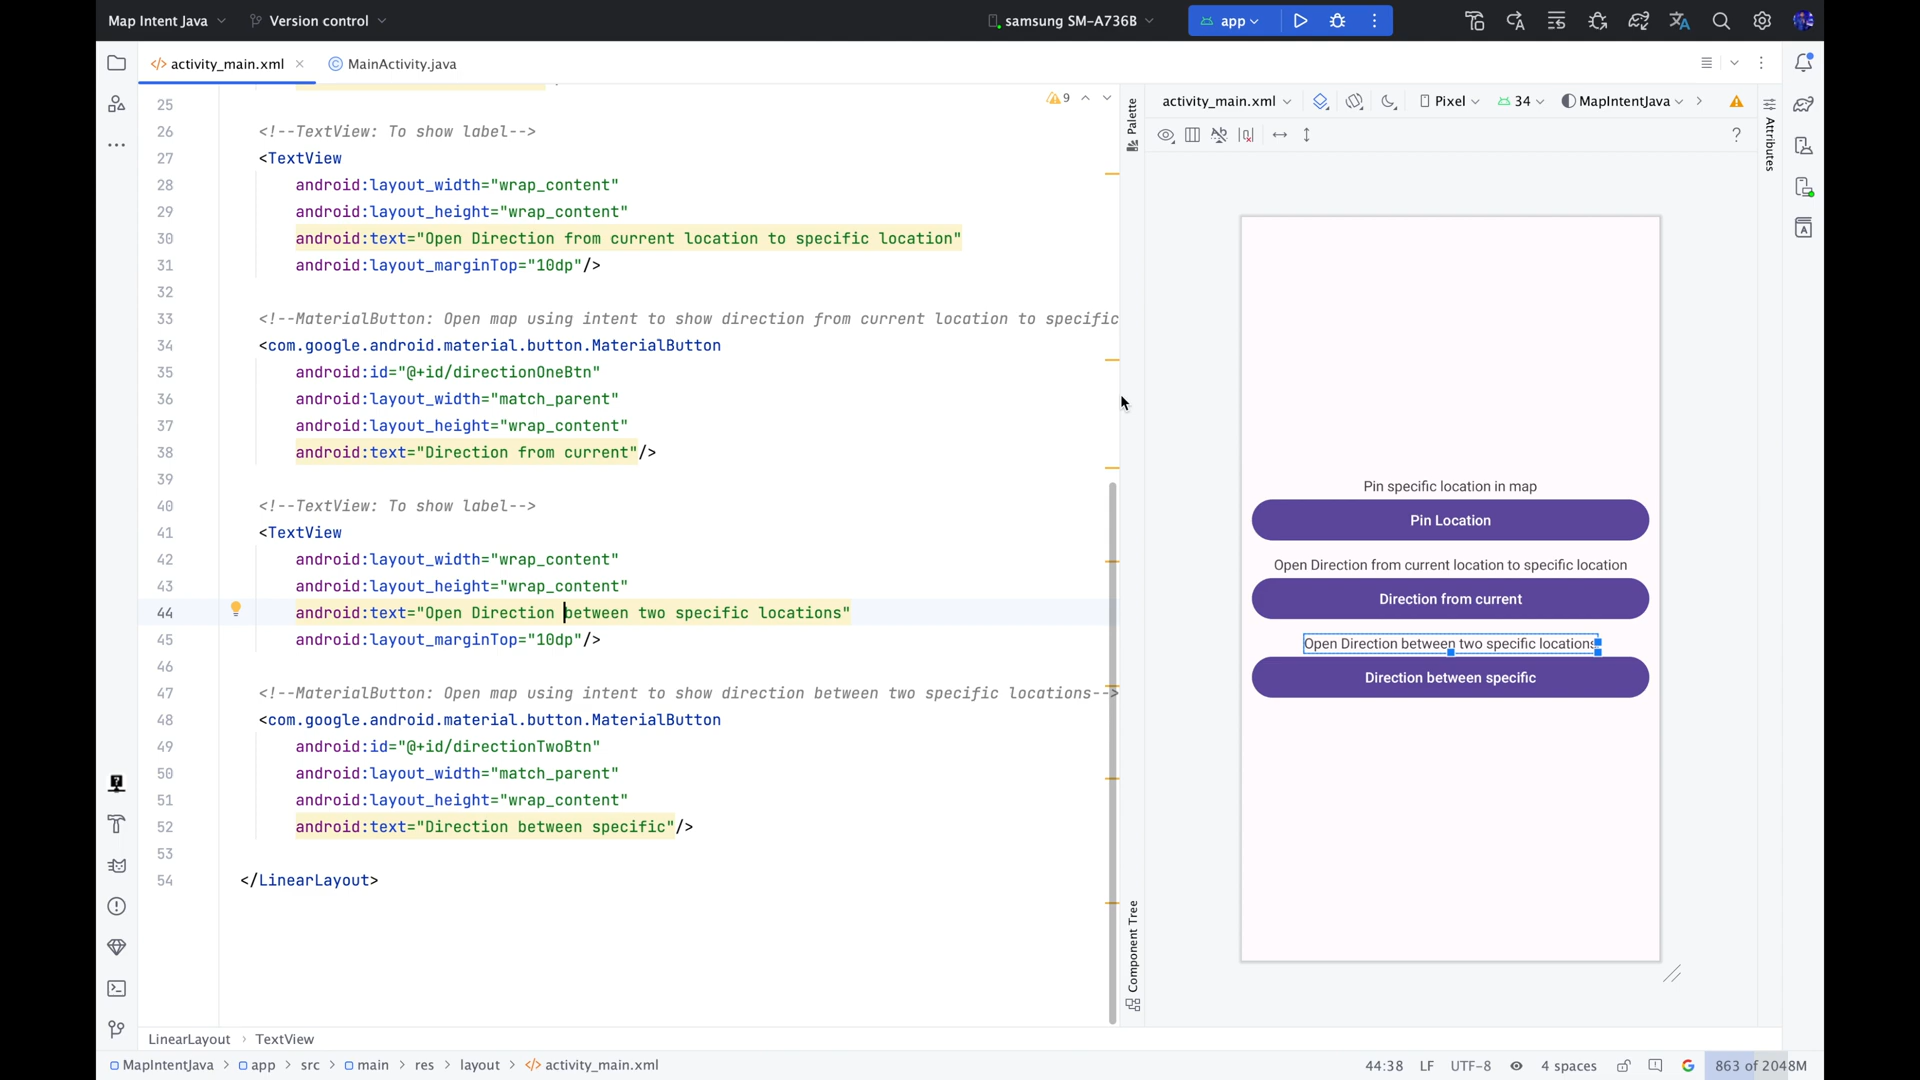 Map Intent Java
Version control
samsung SM-A736B
app
activity_main.xml
MainActivity.java
9
Palette
activity_main.xml
Pixel
34
MapIntentJava
Attributes
?
25
26 <!--TextView: To show label-->
27 <TextView
28 android:layout_width="wrap_content"
29 android:layout_height="wrap_content"
30 android:text="Open Direction from current location to specific location"
31 android:layout_marginTop="10dp"/>
32
33 <!--MaterialButton: Open map using intent to show direction from current location to specific
34 <com.google.android.material.button.MaterialButton
35 android:id="@+id/directionOneBtn"
36 android:layout_width="match_parent"
37 android:layout_height="wrap_content"
38 android:text="Direction from current"/>
39
40 <!--TextView: To show label-->
41 <TextView
42 android:layout_width="wrap_content"
43 android:layout_height="wrap_content"
44 android:text="Open Direction between two specific locations"
45 android:layout_marginTop="10dp"/>
46
47 <!--MaterialButton: Open map using intent to show direction between two specific locations-->
48 <com.google.android.material.button.MaterialButton
49 android:id="@+id/directionTwoBtn"
50 android:layout_width="match_parent"
51 android:layout_height="wrap_content"
52 android:text="Direction between specific"/>
53
54 </LinearLayout>
Pin specific location in map
Pin Location
Open Direction from current location to specific location
Direction from current
Open Direction between two specific locations
Direction between specific
Component Tree
LinearLayout > TextView
MapIntentJava > app > src > main > res > layout > activity_main.xml
44:38 LF UTF-8 4 spaces 863 of 2048M